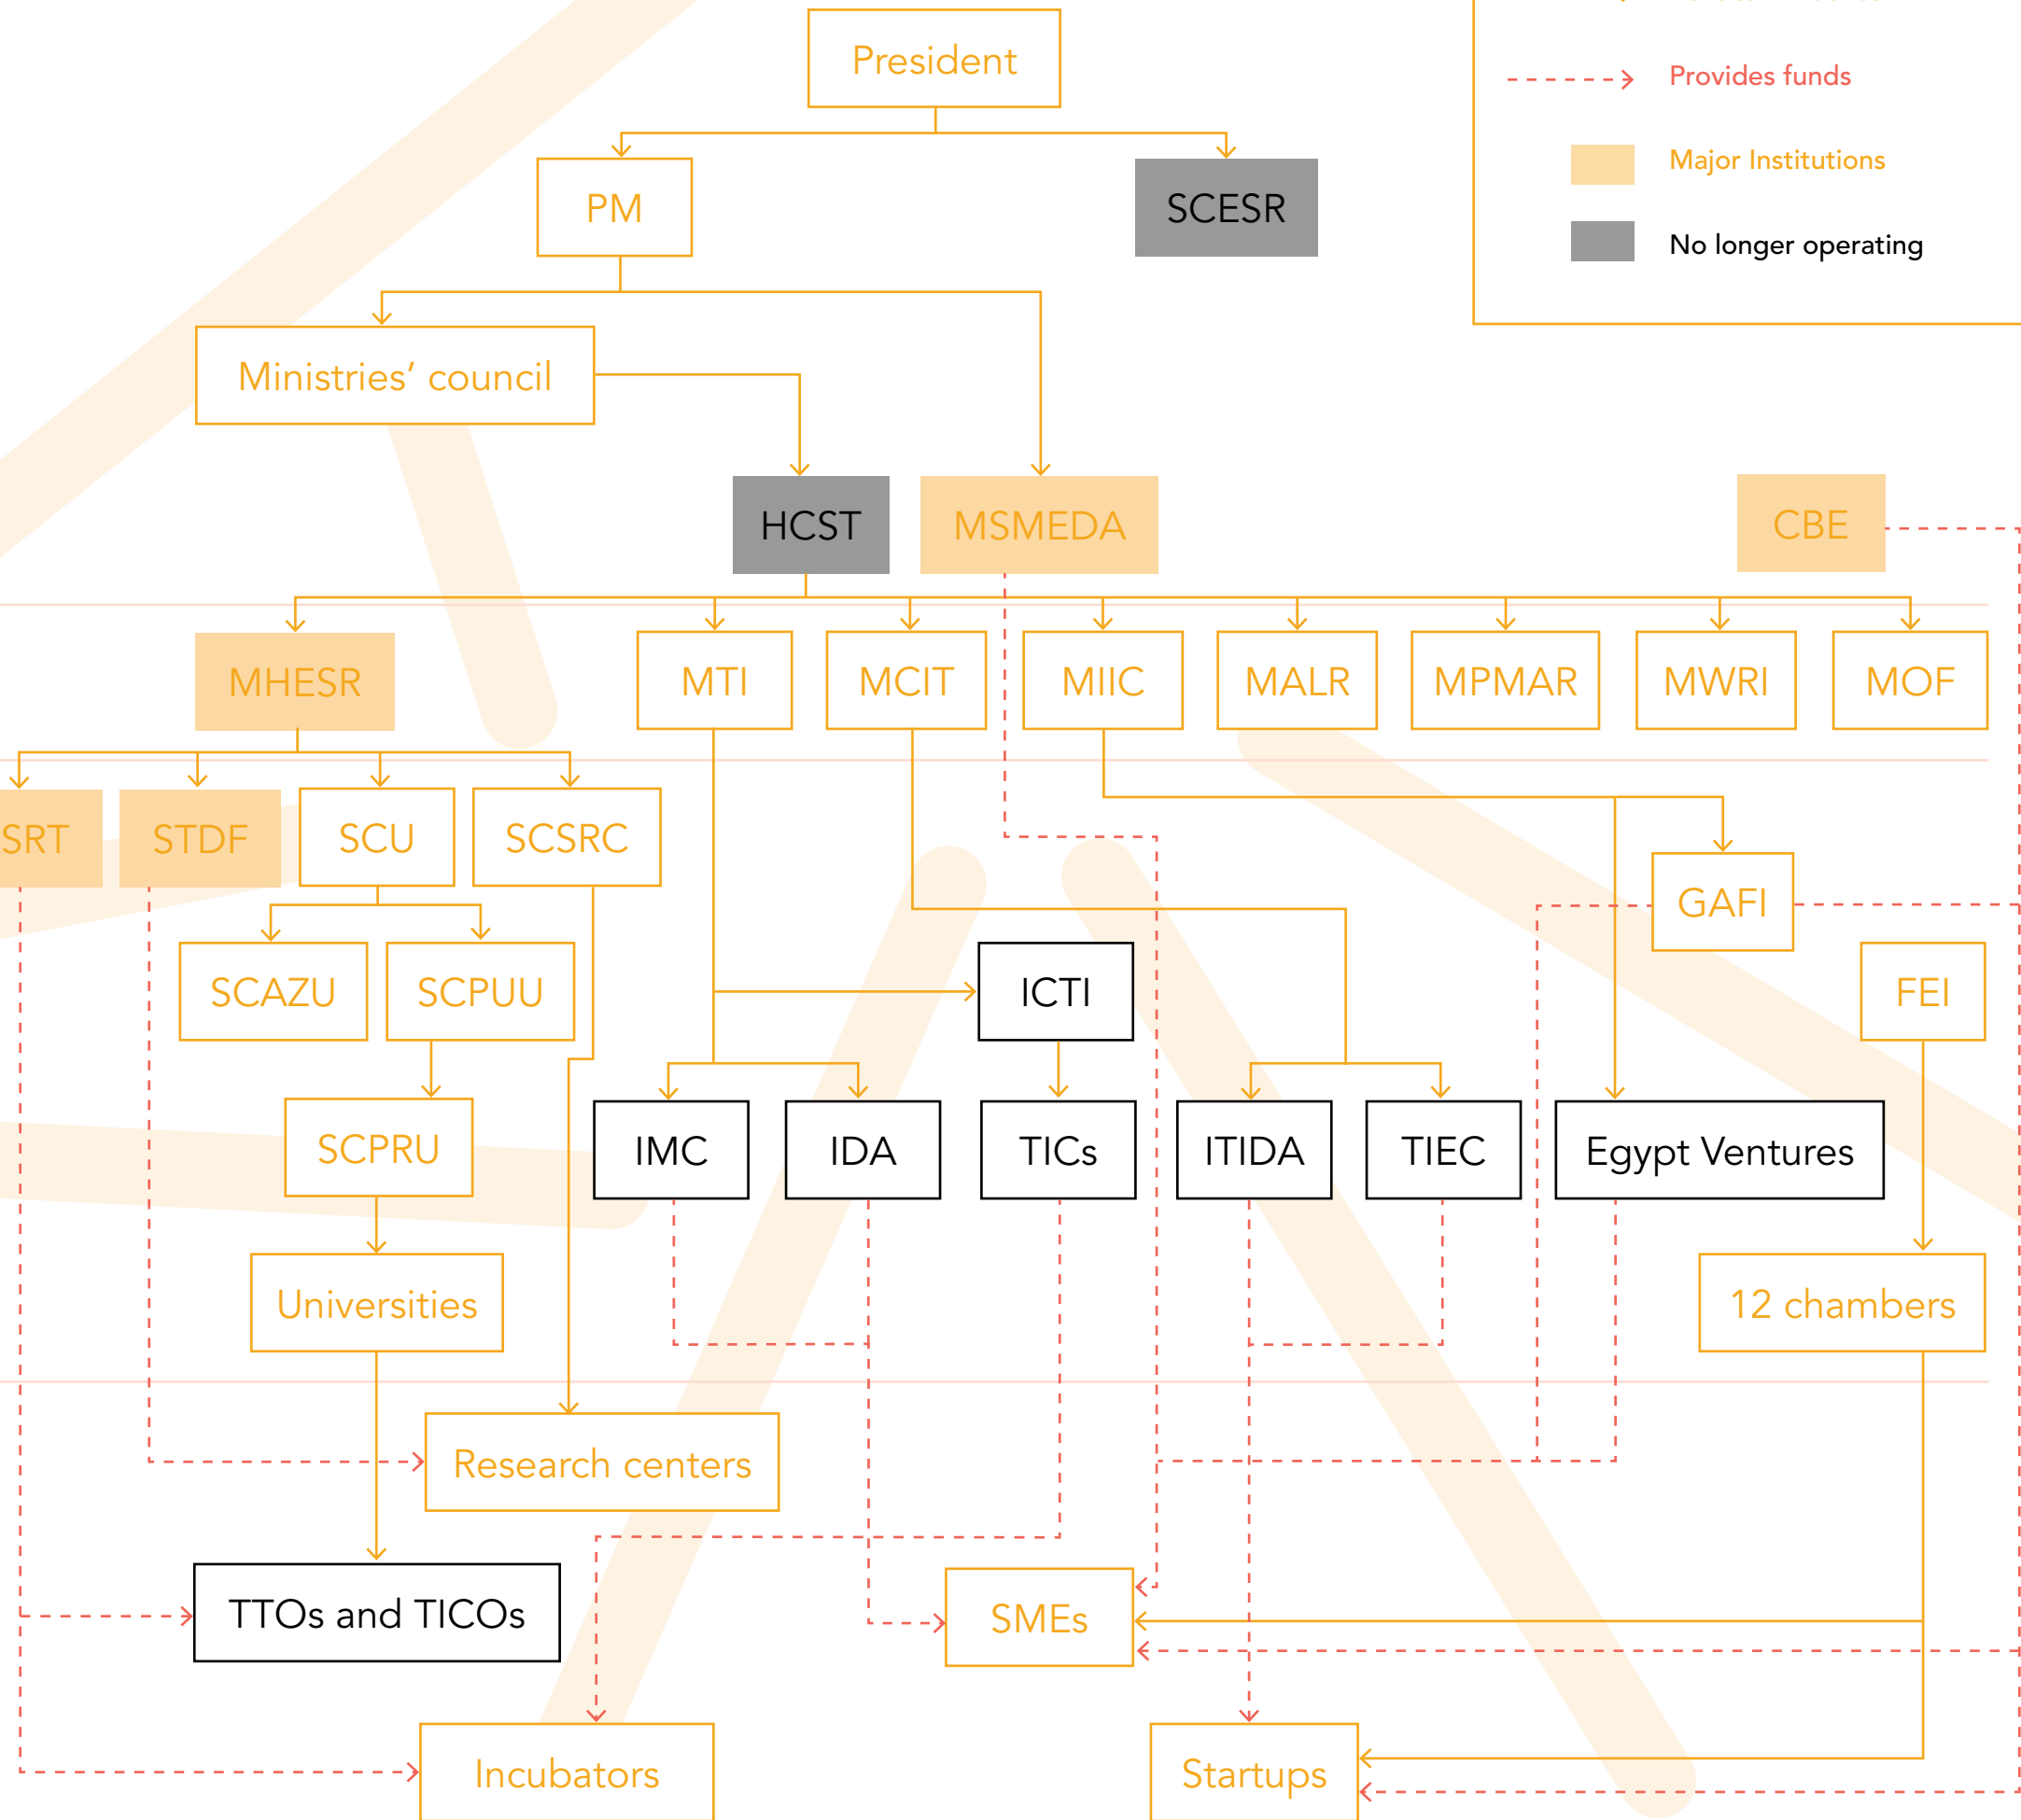 President
Provides funds
Major Institutions
No longer operating
PM
SCESR
Ministries’ council
HCST
MSMEDA
CBE
MHESR
MTI
MCIT
MIIC
MALR
MPMAR
MWRI
MOF
SRT
STDF
SCU
SCSRC
GAFI
SCAZU
SCPUU
ICTI
FEI
SCPRU
IMC
IDA
TICs
ITIDA
TIEC
Egypt Ventures
Universities
12 chambers
Research centers
TTOs and TICOs
SMEs
Incubators
Startups